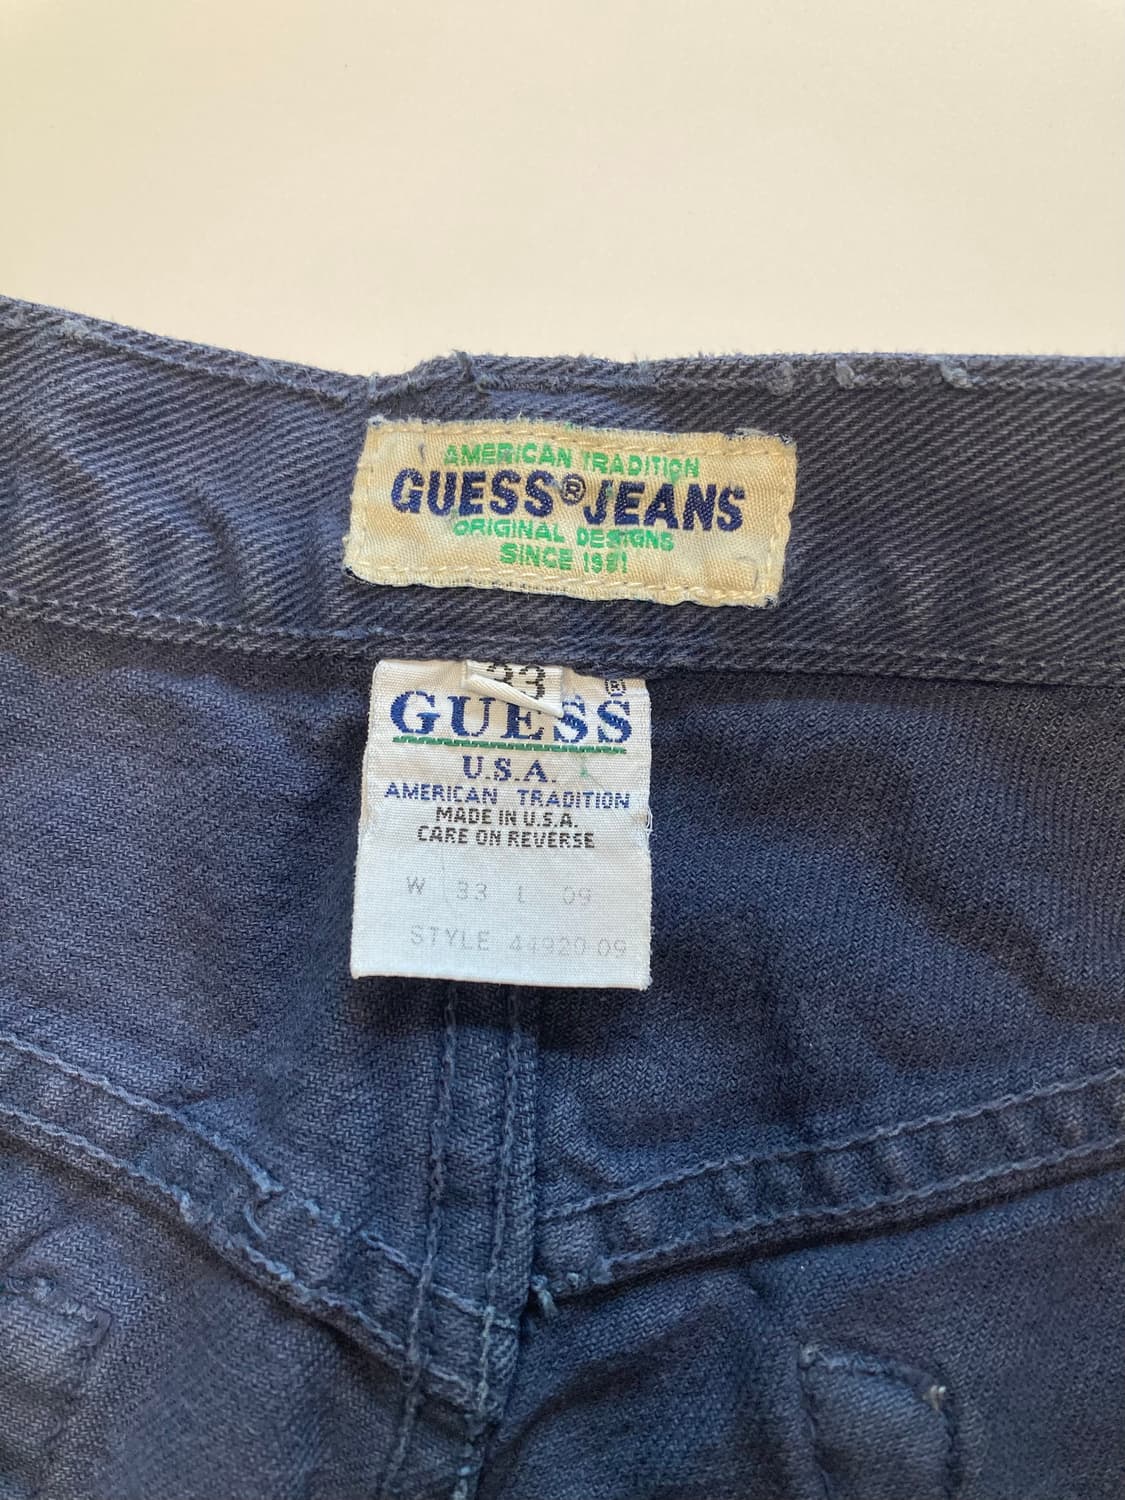 AMERICAN TRADITION
GUESS® JEANS
ORIGINAL DESIGNS
SINCE 1981
33
GUESS®
U.S.A.
AMERICAN TRADITION
MADE IN U.S.A.
CARE ON REVERSE
W 33 L 09
STYLE 44920 09